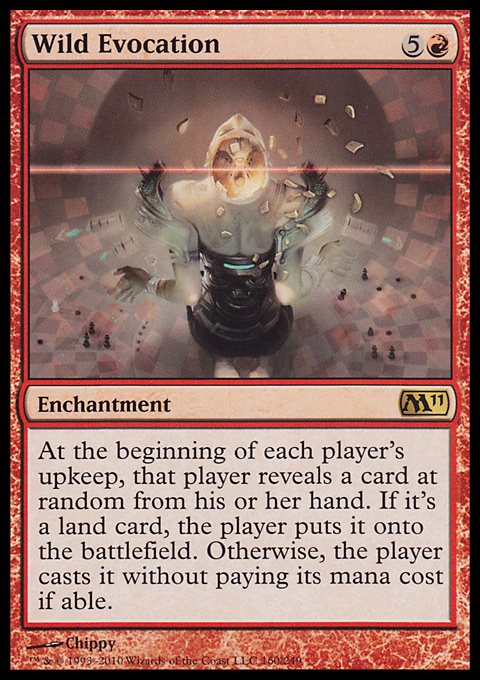 Wild Evocation 5
Enchantment M11
At the beginning of each player's
upkeep, that player reveals a card at
random from his or her hand. If it's
a land card, the player puts it onto
the battlefield. Otherwise, the player
casts it without paying its mana cost
if able.
Chippy
™ & © 1993–2010 Wizards of the Coast LLC 160/249